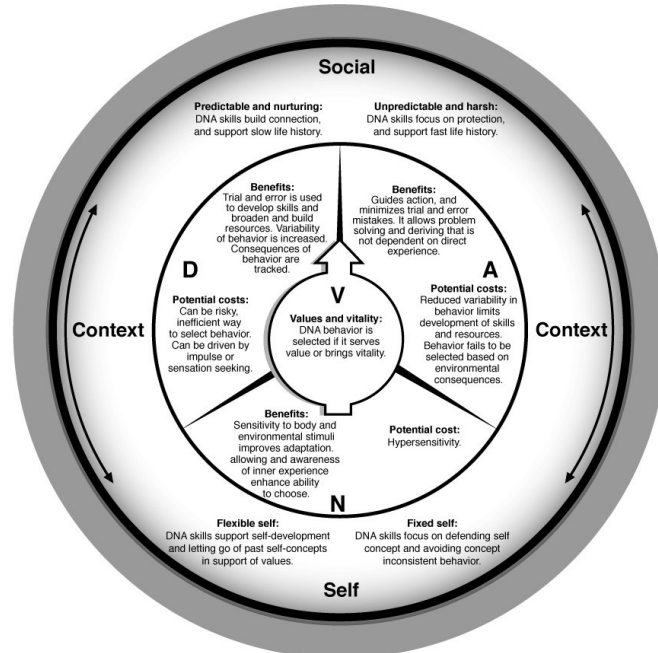 Social
Predictable and nurturing:
DNA skills build connection,
and support slow life history.
Unpredictable and harsh:
DNA skills focus on protection,
and support fast life history.
Benefits:
Trial and error is used
to develop skills and
broaden and build
resources. Variability
of behavior is increased.
Consequences of
behavior are
tracked.
Benefits:
Guides action, and
minimizes trial and error
mistakes. It allows problem
solving and deriving that is
not dependent on direct
experience.
D
A
Potential costs:
Can be risky,
inefficient way
to select behavior.
Can be driven by
impulse or
sensation seeking.
V
Values and vitality:
DNA behavior is
selected if it serves
value or brings vitality.
Potential costs:
Reduced variability in
behavior limits
development of skills
and resources.
Behavior fails to be
selected based on
environmental
consequences.
Context
Context
Benefits:
Sensitivity to body and
environmental stimuli
improves adaptation.
allowing and awareness
of inner experience
enhance ability
to choose.
Potential cost:
Hypersensitivity.
N
Flexible self:
DNA skills support self-development
and letting go of past self-concepts
in support of values.
Fixed self:
DNA skills focus on defending self
concept and avoiding concept
inconsistent behavior.
Self